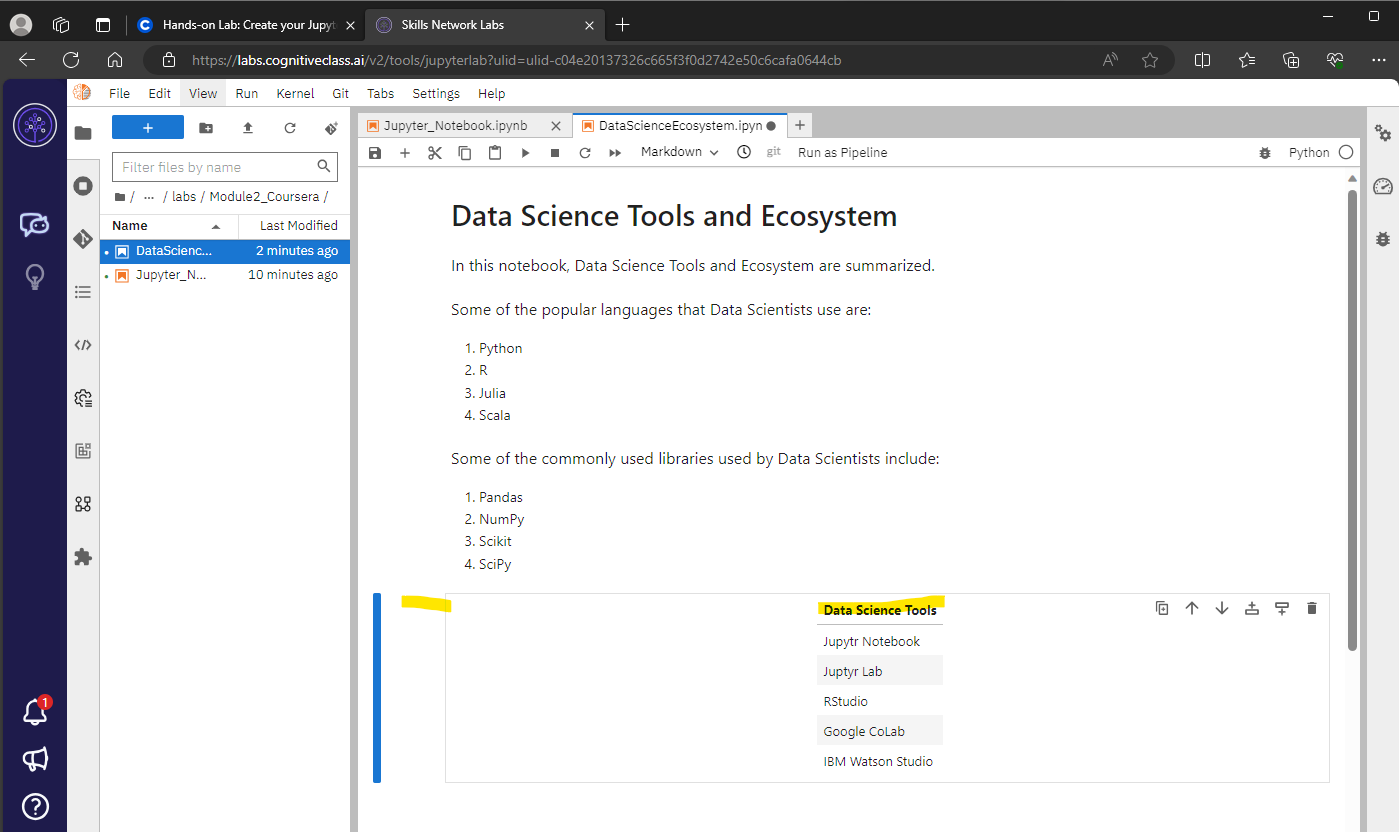 Hands-on Lab: Create your Jupyt
Skills Network Labs
https://labs.cognitiveclass.ai/v2/tools/jupyterlab?ulid=ulid-c04e20137326c665f3f0d2742e50c6cafa0644cb
File Edit View Run Kernel Git Tabs Settings Help
Jupyter_Notebook.ipynb
DataScienceEcosystem.ipyn
Markdown
git
Run as Pipeline
Python
Filter files by name
/ ... / labs / Module2_Coursera /
Name Last Modified
DataScienc... 2 minutes ago
Jupyter_N... 10 minutes ago
Data Science Tools and Ecosystem
In this notebook, Data Science Tools and Ecosystem are summarized.
Some of the popular languages that Data Scientists use are:
1. Python
2. R
3. Julia
4. Scala
Some of the commonly used libraries used by Data Scientists include:
1. Pandas
2. NumPy
3. Scikit
4. SciPy
Data Science Tools
Jupytr Notebook
Juptyr Lab
RStudio
Google CoLab
IBM Watson Studio
1